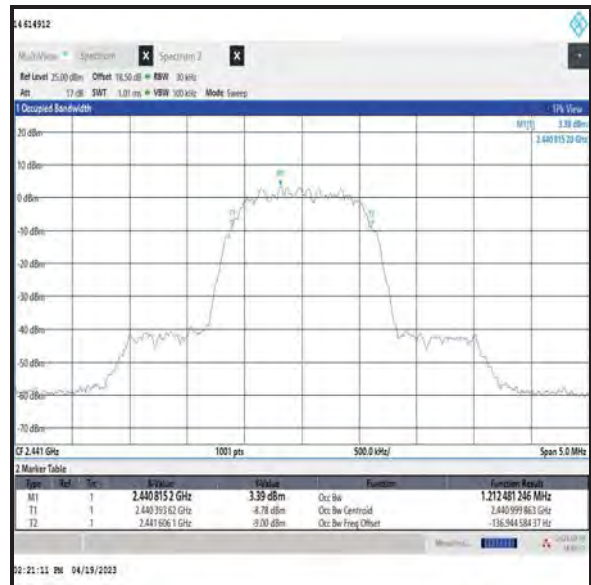 14 614912
MultiView Spectrum X Spectrum 2 X
Ref Level 25.00 dBm Offset 18.50 dB RBW 30 kHz
Att 17 dB SWT 1.01 ms VBW 100 kHz Mode Sweep
1 Occupied Bandwidth 1Pk View
M1[1] 3.39 dBm
2.440 815 20 GHz
20 dBm
10 dBm
M1
0 dBm
T1 T2
-10 dBm
-20 dBm
-30 dBm
-40 dBm
-50 dBm
-60 dBm
-70 dBm
CF 2.441 GHz 1001 pts 500.0 kHz/ Span 5.0 MHz
2 Marker Table
Type Ref Trc X-Value Y-Value Function Function Result
M1 1 2.440 815 2 GHz 3.39 dBm Occ Bw 1.212 481 246 MHz
T1 1 2.440 393 62 GHz -8.78 dBm Occ Bw Centroid 2.440 999 863 GHz
T2 1 2.441 606 1 GHz -9.00 dBm Occ Bw Freq Offset -136.944 584 37 Hz
02:21:11 PM 04/19/2023